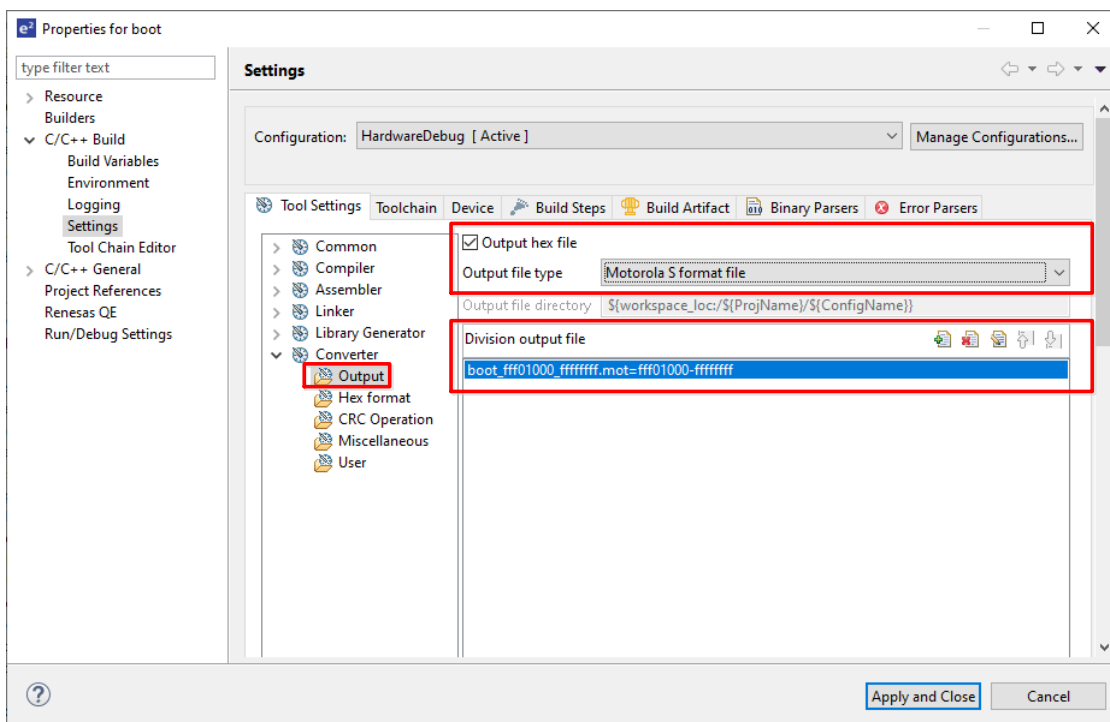 e² Properties for boot
type filter text
Resource
Builders
C/C++ Build
Build Variables
Environment
Logging
Settings
Tool Chain Editor
C/C++ General
Project References
Renesas QE
Run/Debug Settings
Settings
Configuration: HardwareDebug [ Active ] Manage Configurations...
Tool Settings Toolchain Device Build Steps Build Artifact 010 Binary Parsers Error Parsers
Common
Compiler
Assembler
Linker
Library Generator
Converter
Output
Hex format
CRC Operation
Miscellaneous
User
Output hex file
Output file type Motorola S format file
Output file directory ${workspace_loc:/${ProjName}/${ConfigName}}
Division output file
boot_fff01000_ffffffff.mot=fff01000-ffffffff
? Apply and Close Cancel